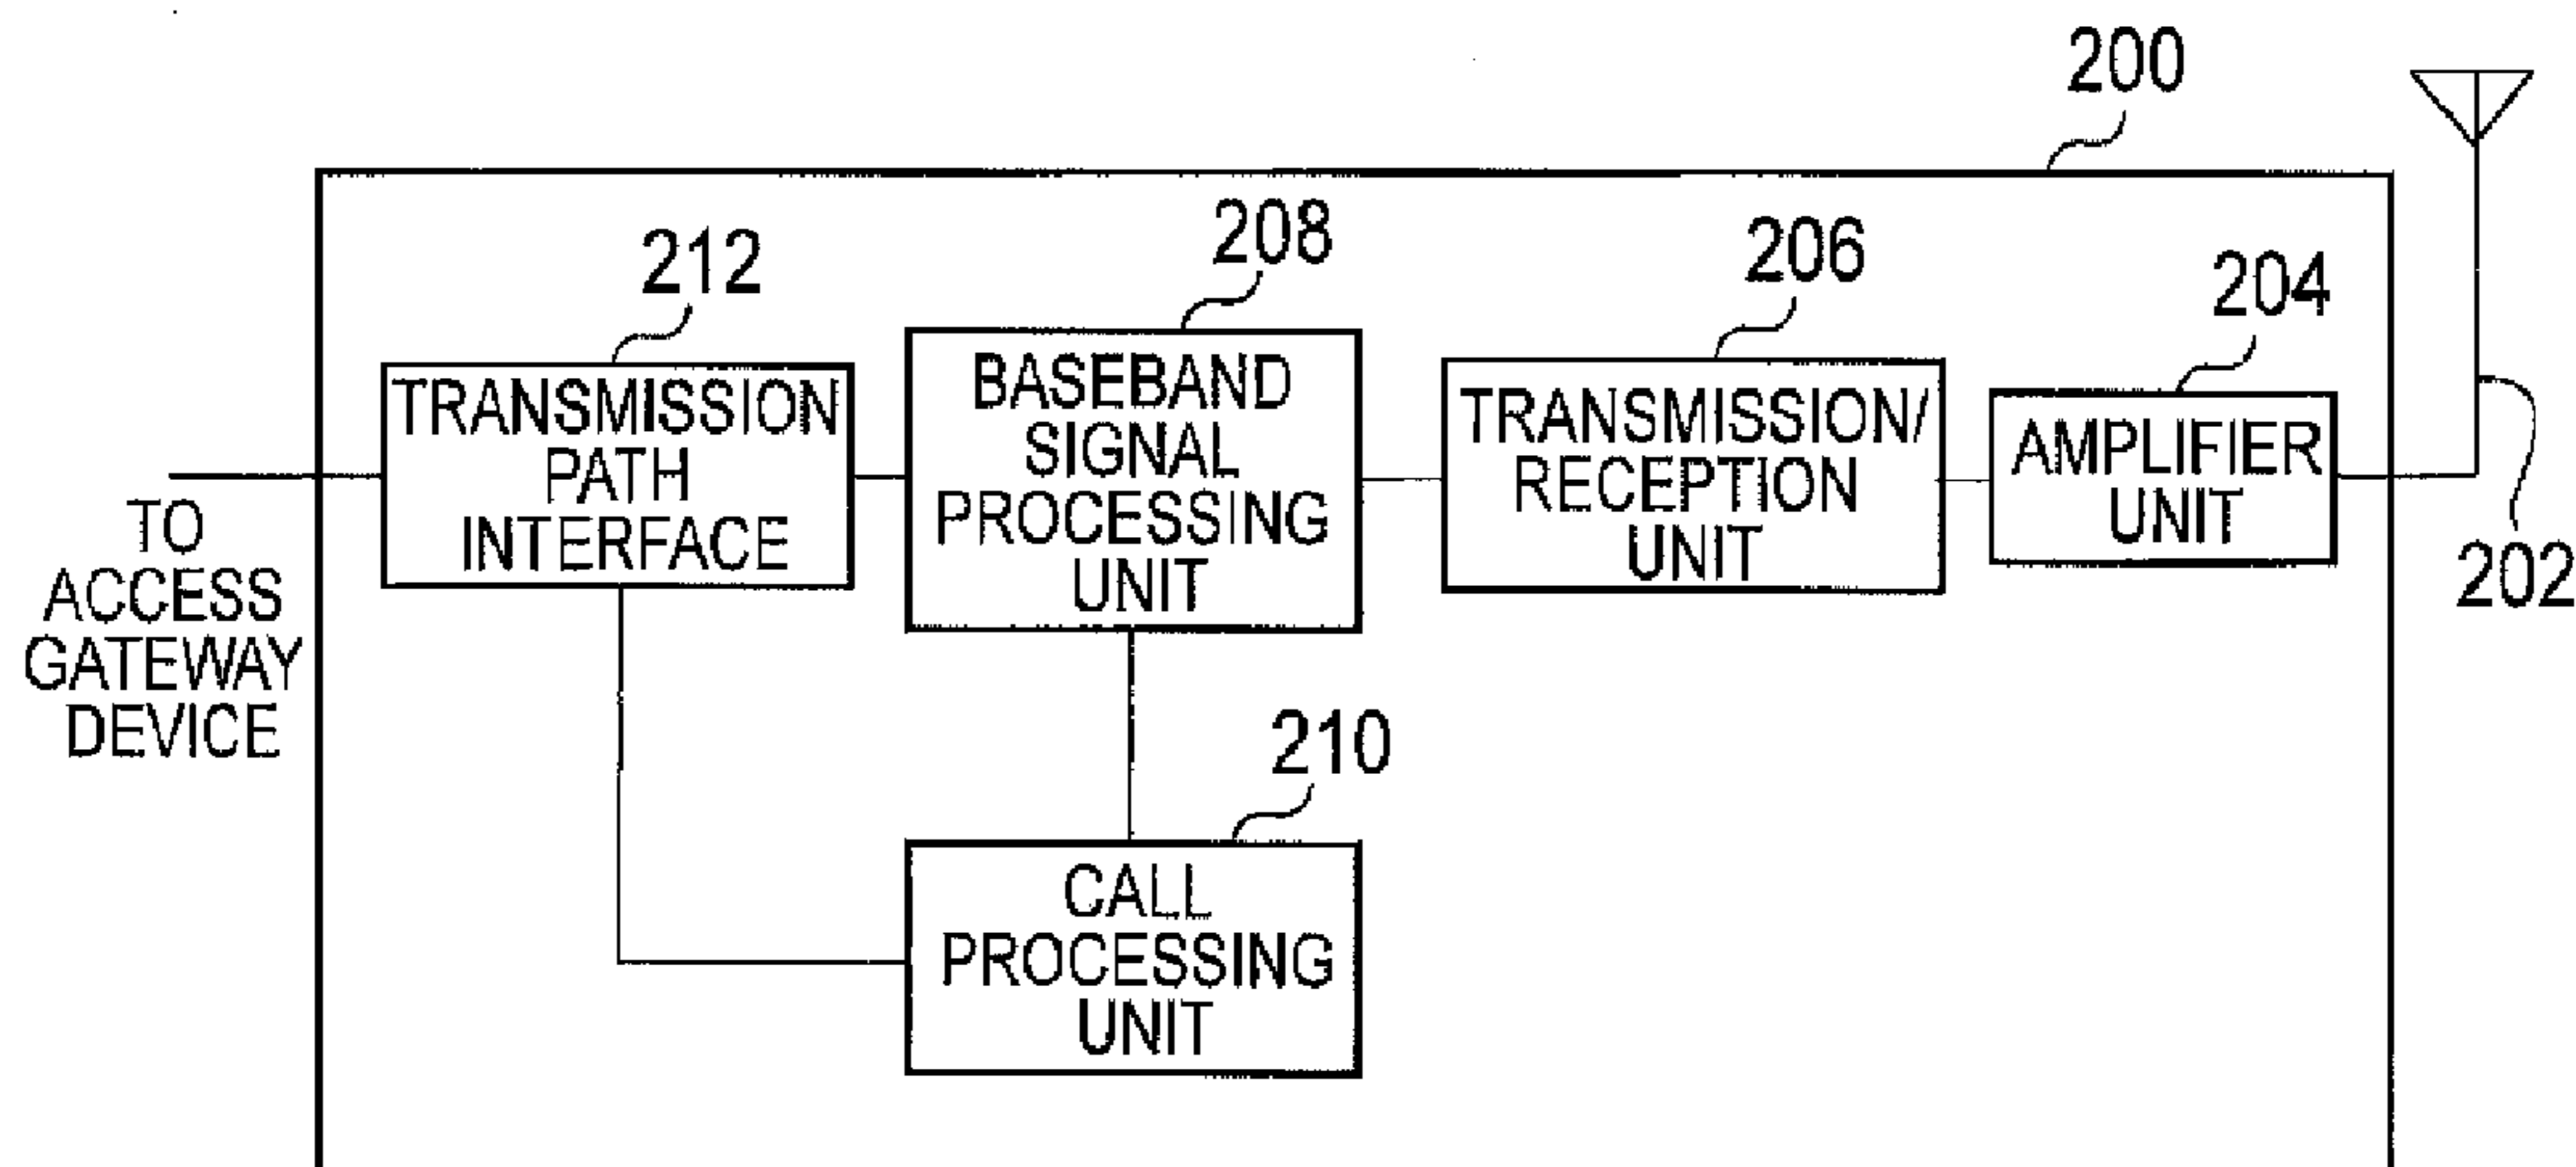 200
212
208
206
204
TRANSMISSION
PATH
INTERFACE
BASEBAND
SIGNAL
PROCESSING
UNIT
TRANSMISSION/
RECEPTION
UNIT
AMPLIFIER
UNIT
202
TO
ACCESS
GATEWAY
DEVICE
210
CALL
PROCESSING
UNIT